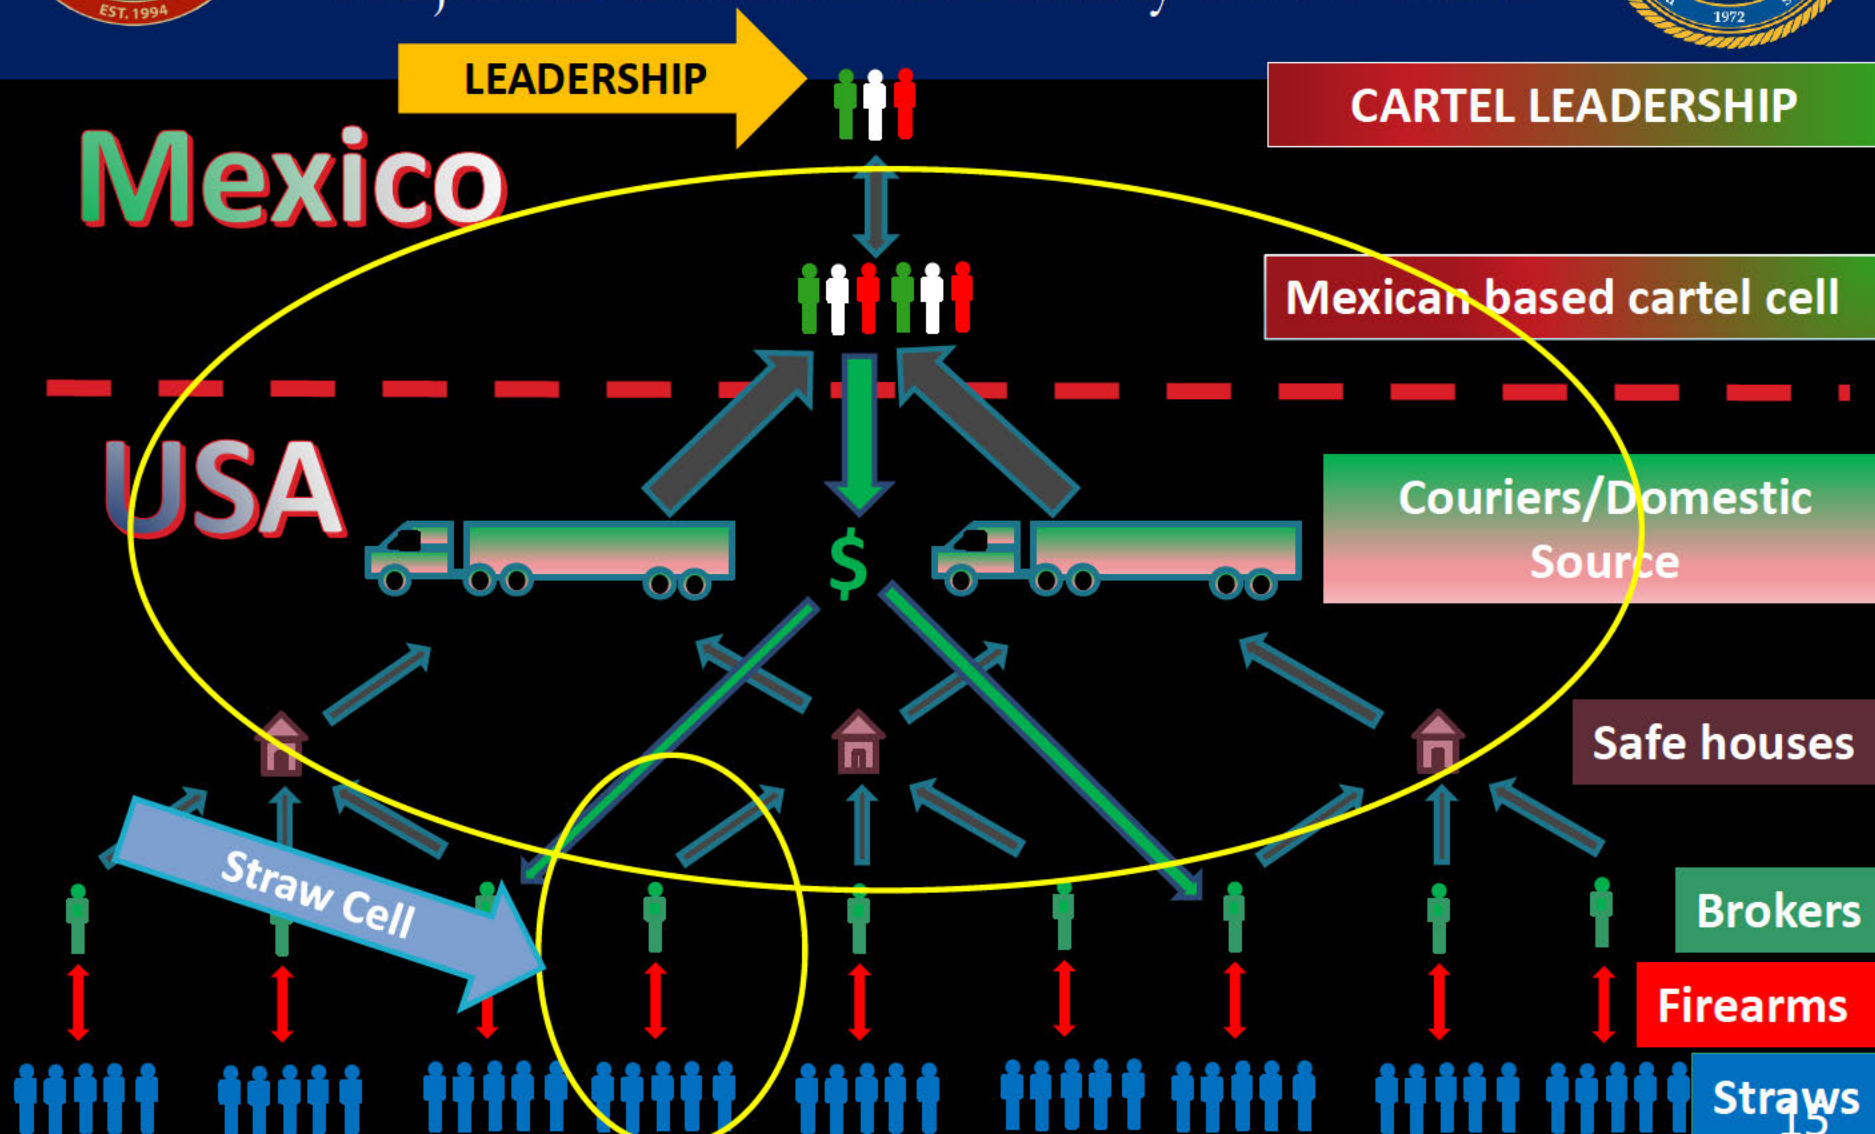 EST. 1994
1972
LEADERSHIP
CARTEL LEADERSHIP
Mexico
Mexican based cartel cell
USA
Couriers/Domestic
Source
$
Safe houses
Straw Cell
Brokers
Firearms
Straws
15